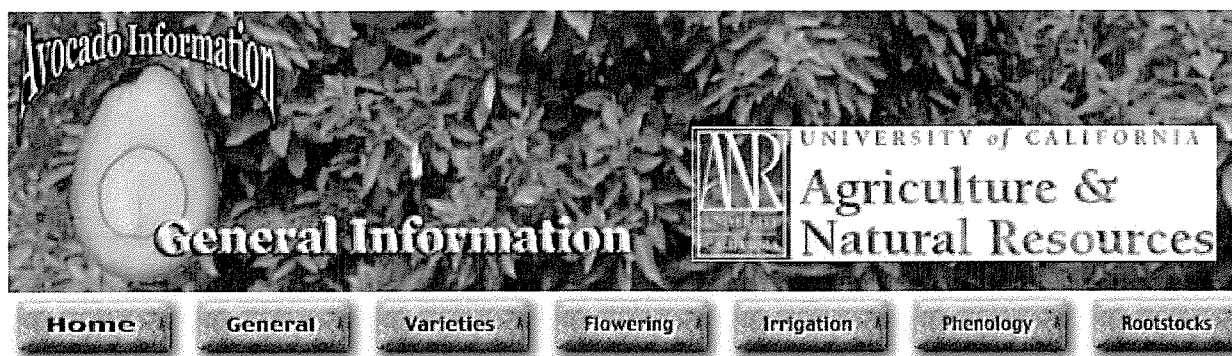 Avocado Information
General Information
UNIVERSITY of CALIFORNIA
ANR
Agriculture &
Natural Resources
Home General Varieties Flowering Irrigation Phenology Rootstocks